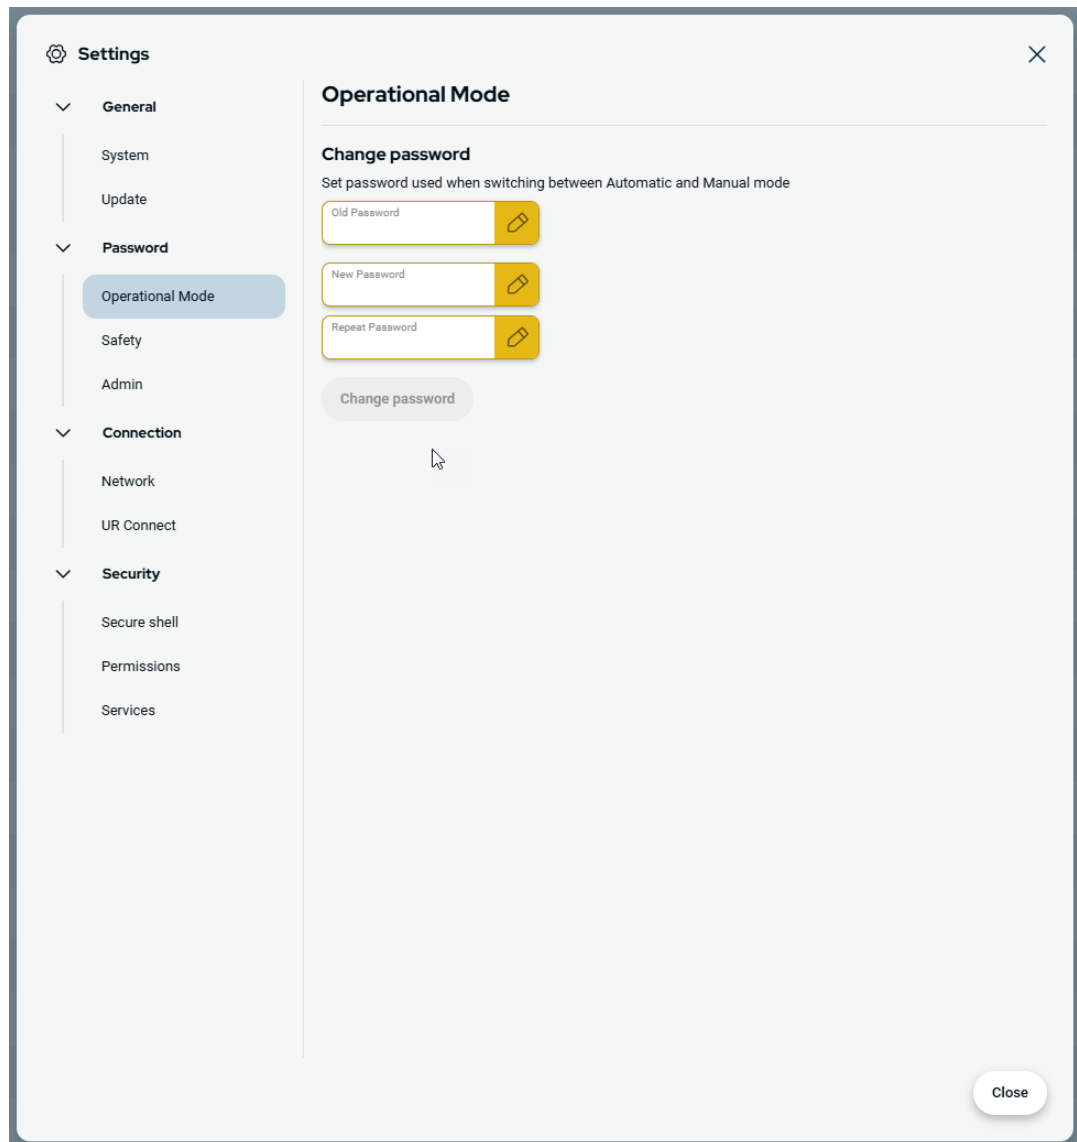 Settings
General
System
Update
Password
Operational Mode
Safety
Admin
Connection
Network
UR Connect
Security
Secure shell
Permissions
Services
Operational Mode
Change password
Set password used when switching between Automatic and Manual mode
Old Password
New Password
Repeat Password
Change password
Close